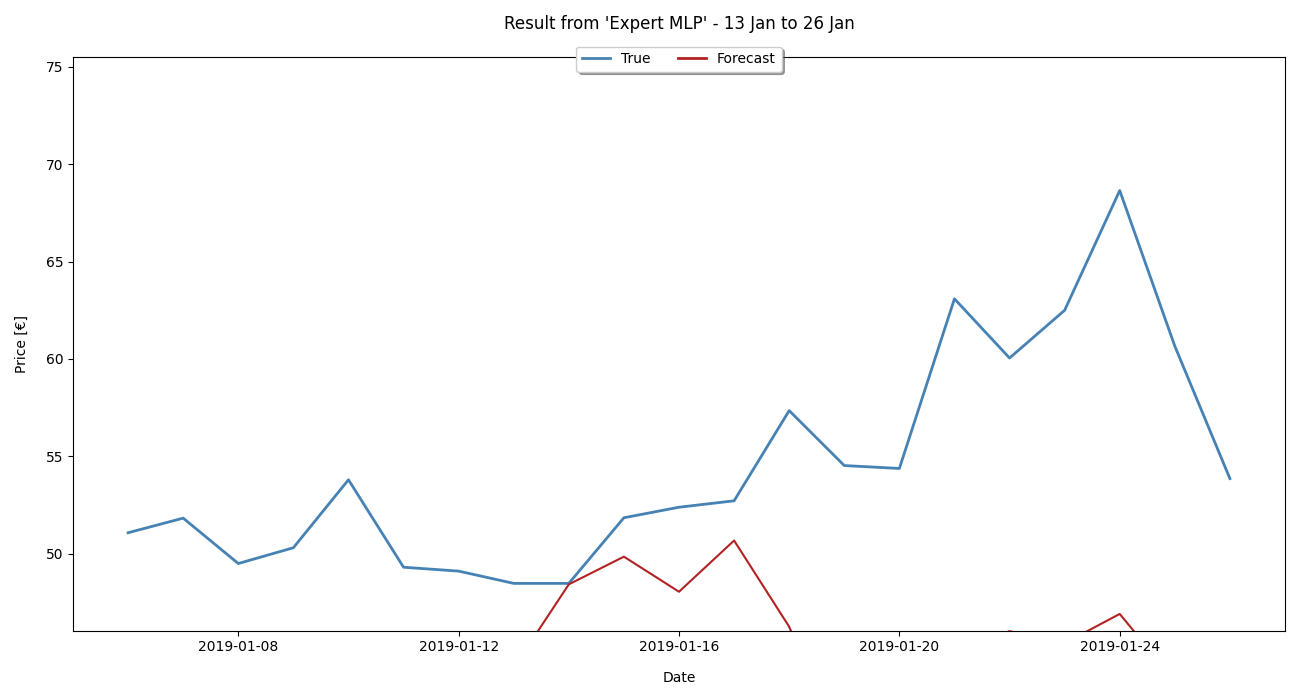 Result from 'Expert MLP' - 13 Jan to 26 Jan
True Forecast
75
70
65
60
55
50
Price [€]
2019-01-08 2019-01-12 2019-01-16 2019-01-20 2019-01-24
Date